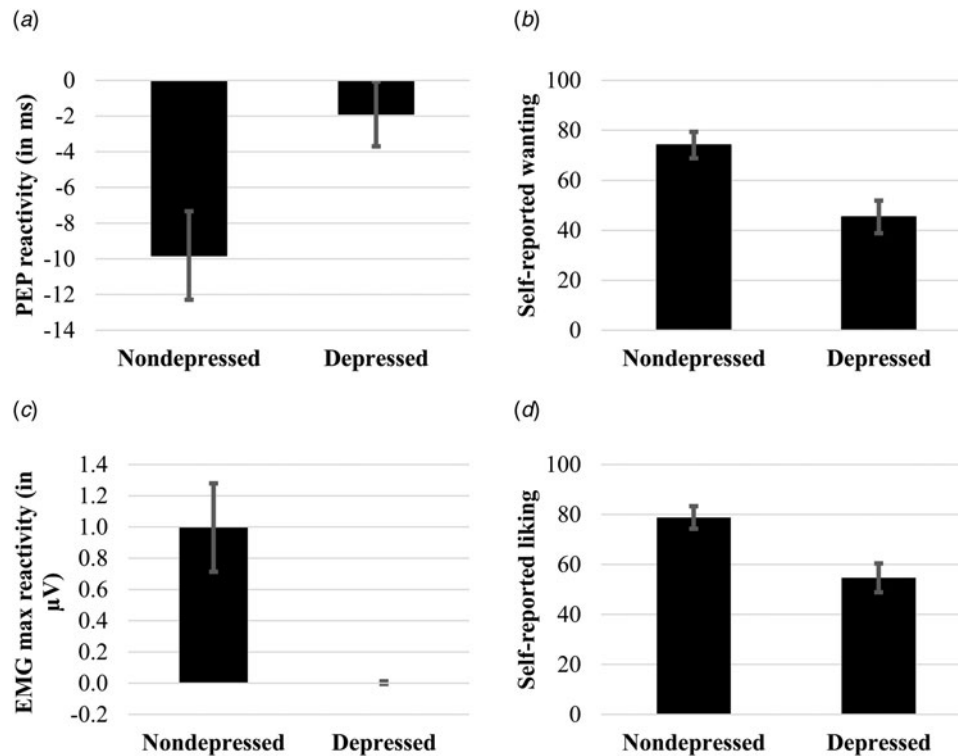 (a)
PEP reactivity (in ms)
0
-2
-4
-6
-8
-10
-12
-14
Nondepressed Depressed
(b)
Self-reported wanting
100
80
60
40
20
0
Nondepressed Depressed
(c)
EMG max reactivity (in
µV)
1.4
1.2
1.0
0.8
0.6
0.4
0.2
0.0
-0.2
Nondepressed Depressed
(d)
Self-reported liking
100
80
60
40
20
0
Nondepressed Depressed